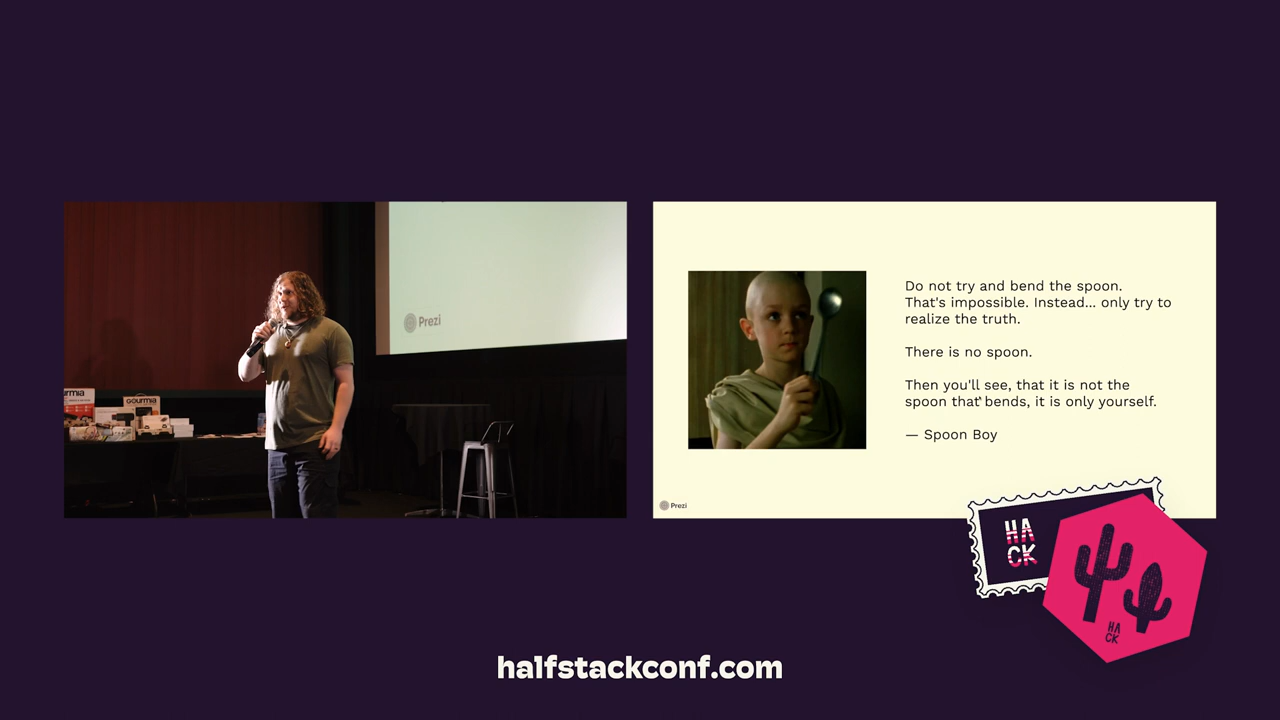 Prezi
ourmia
Gourmia
Do not try and bend the spoon.
That's impossible. Instead... only try to
realize the truth.
There is no spoon.
Then you'll see, that it is not the
spoon that bends, it is only yourself.
— Spoon Boy
Prezi
HA
CK
HA
CK
halfstackconf.com